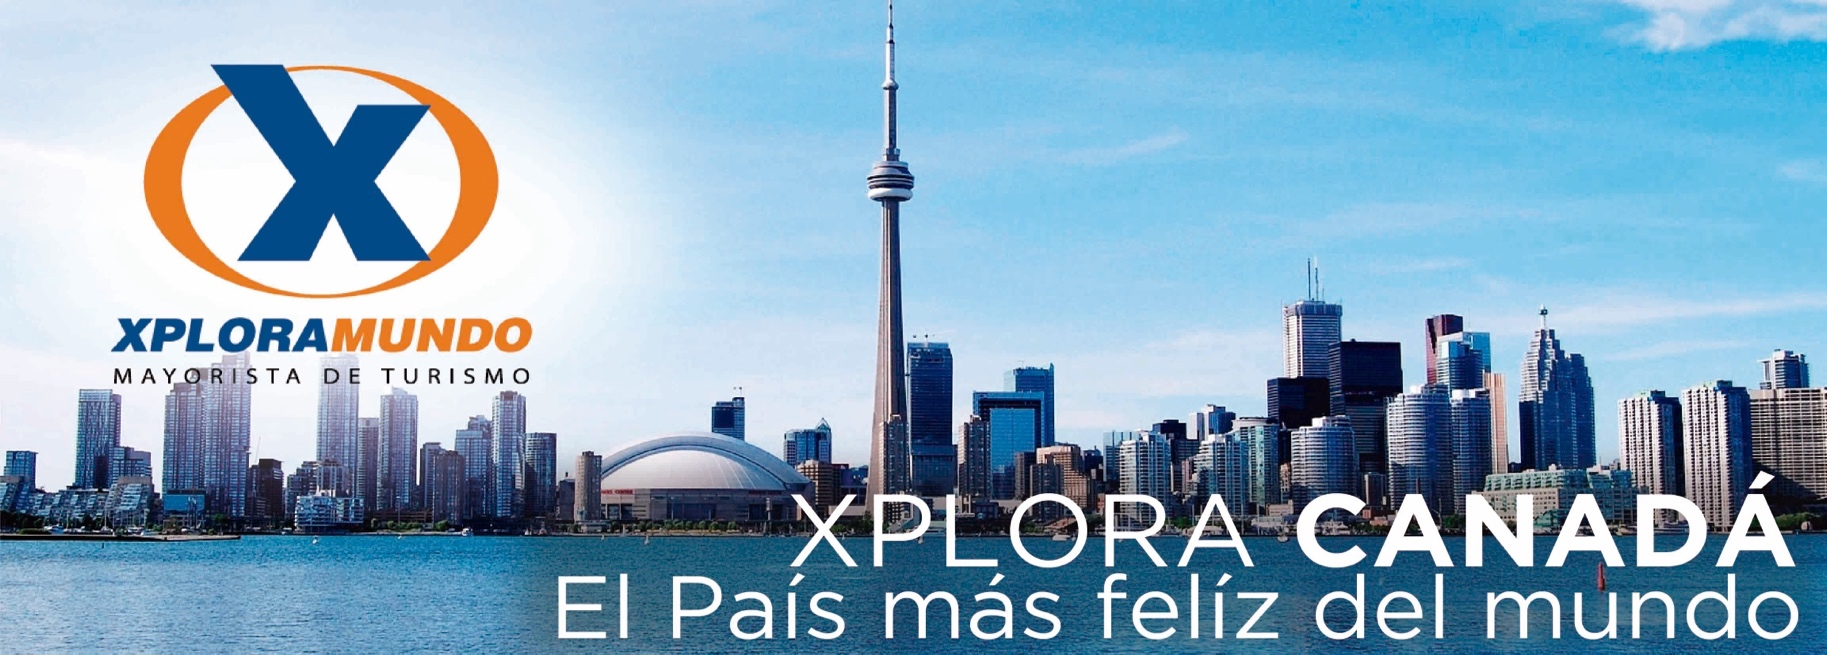 X
XPLORAMUNDO
MAYORISTA DE TURISMO
XPLORA CANADÁ
El País más felíz del mundo